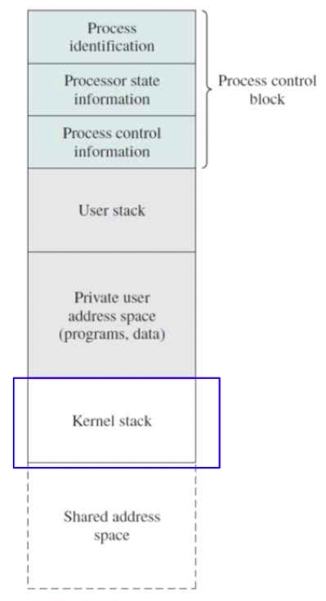 Process
identification
Processor state
information
Process control
block
Process control
information
User stack
Private user
address space
(programs, data)
Kernel stack
Shared address
space